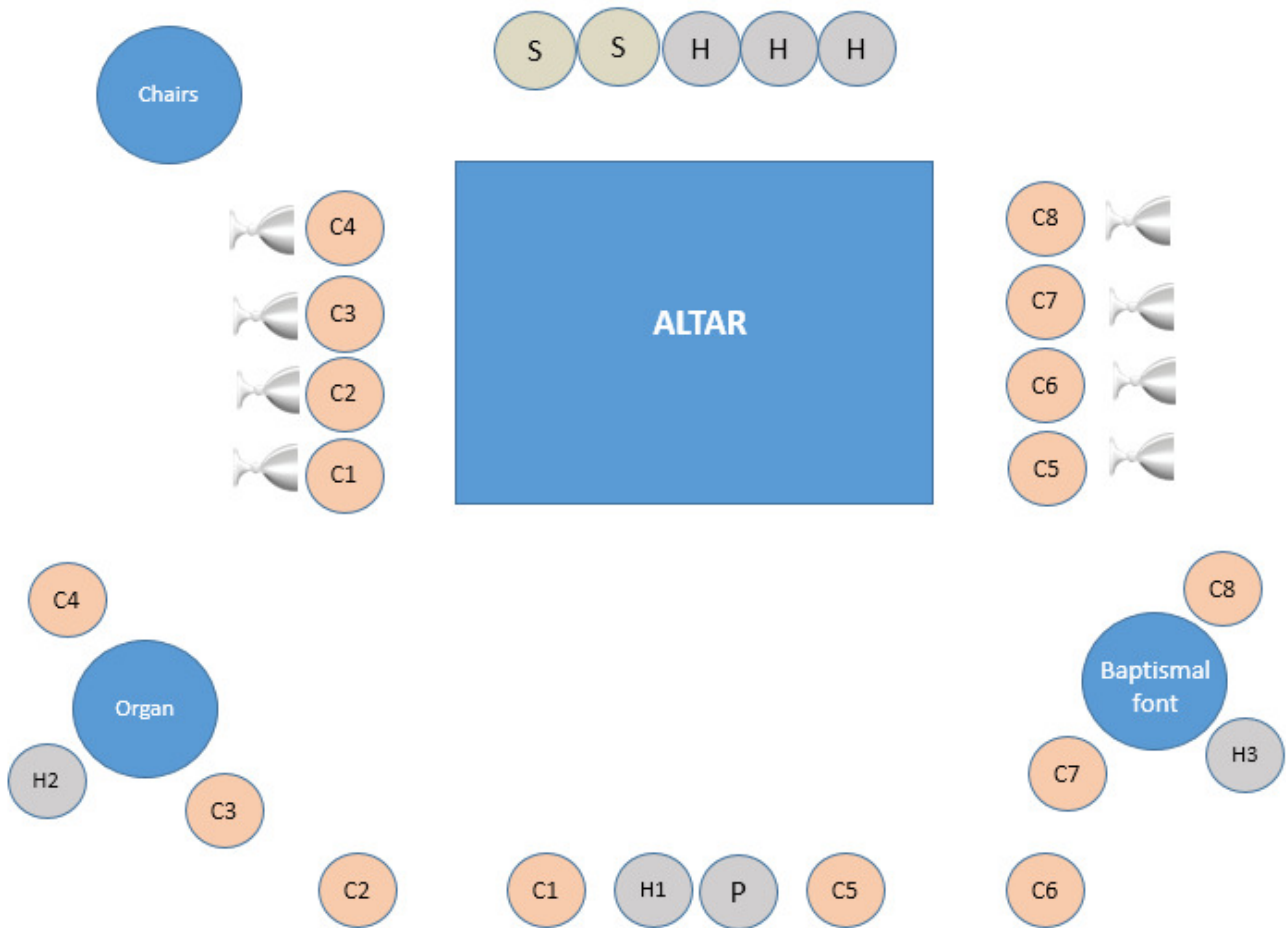 S S H H H
Chairs
C4
C8
C3
C7
ALTAR
C2
C6
C1
C5
C4
C8
Organ
Baptismal
font
H2
C3
C7
H3
C2
C1
H1
P
C5
C6